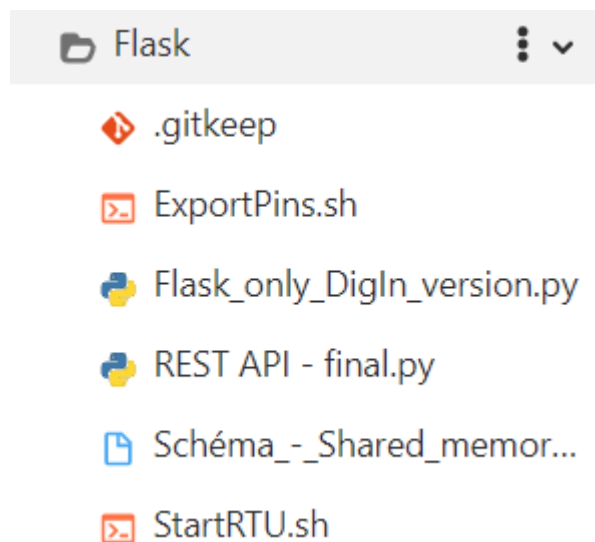 Flask
.gitkeep
ExportPins.sh
Flask_only_DigIn_version.py
REST API - final.py
Schéma_-_Shared_memor...
StartRTU.sh